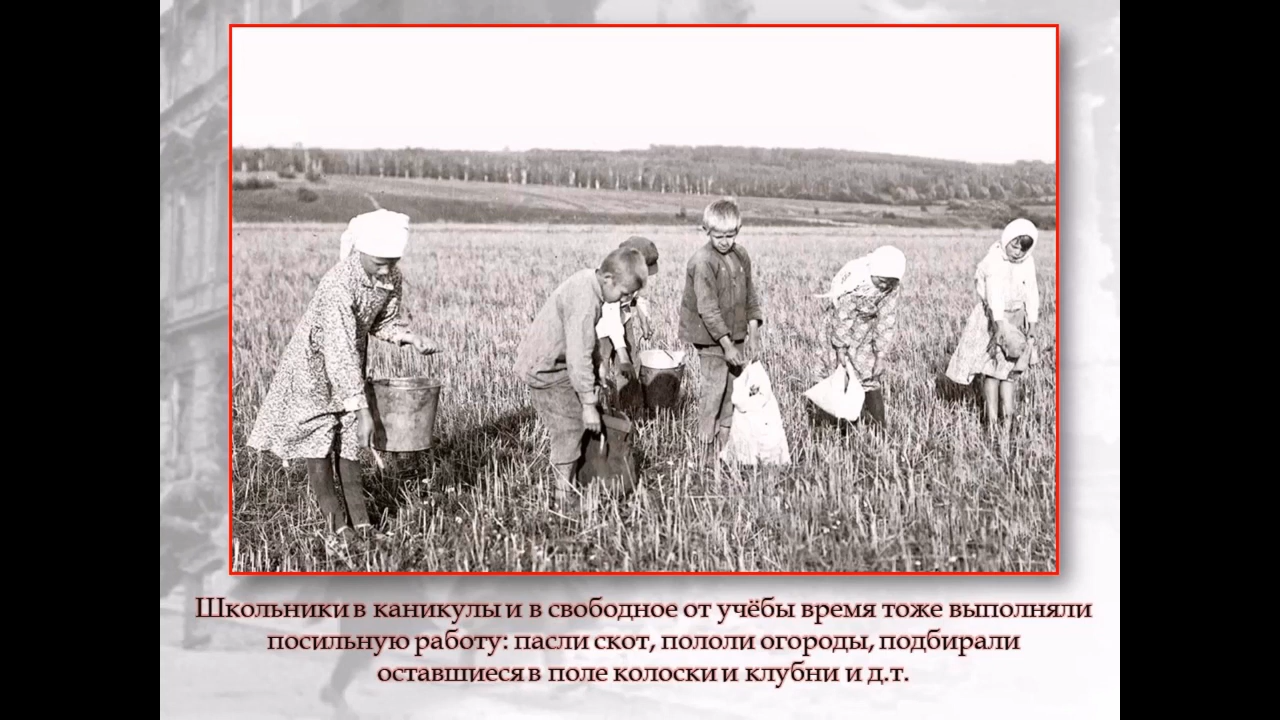 Школьники в каникулы и в свободное от учёбы время тоже выполняли
посильную работу: пасли скот, пололи огороды, подбирали
оставшиеся в поле колоски и клубни и д.т.